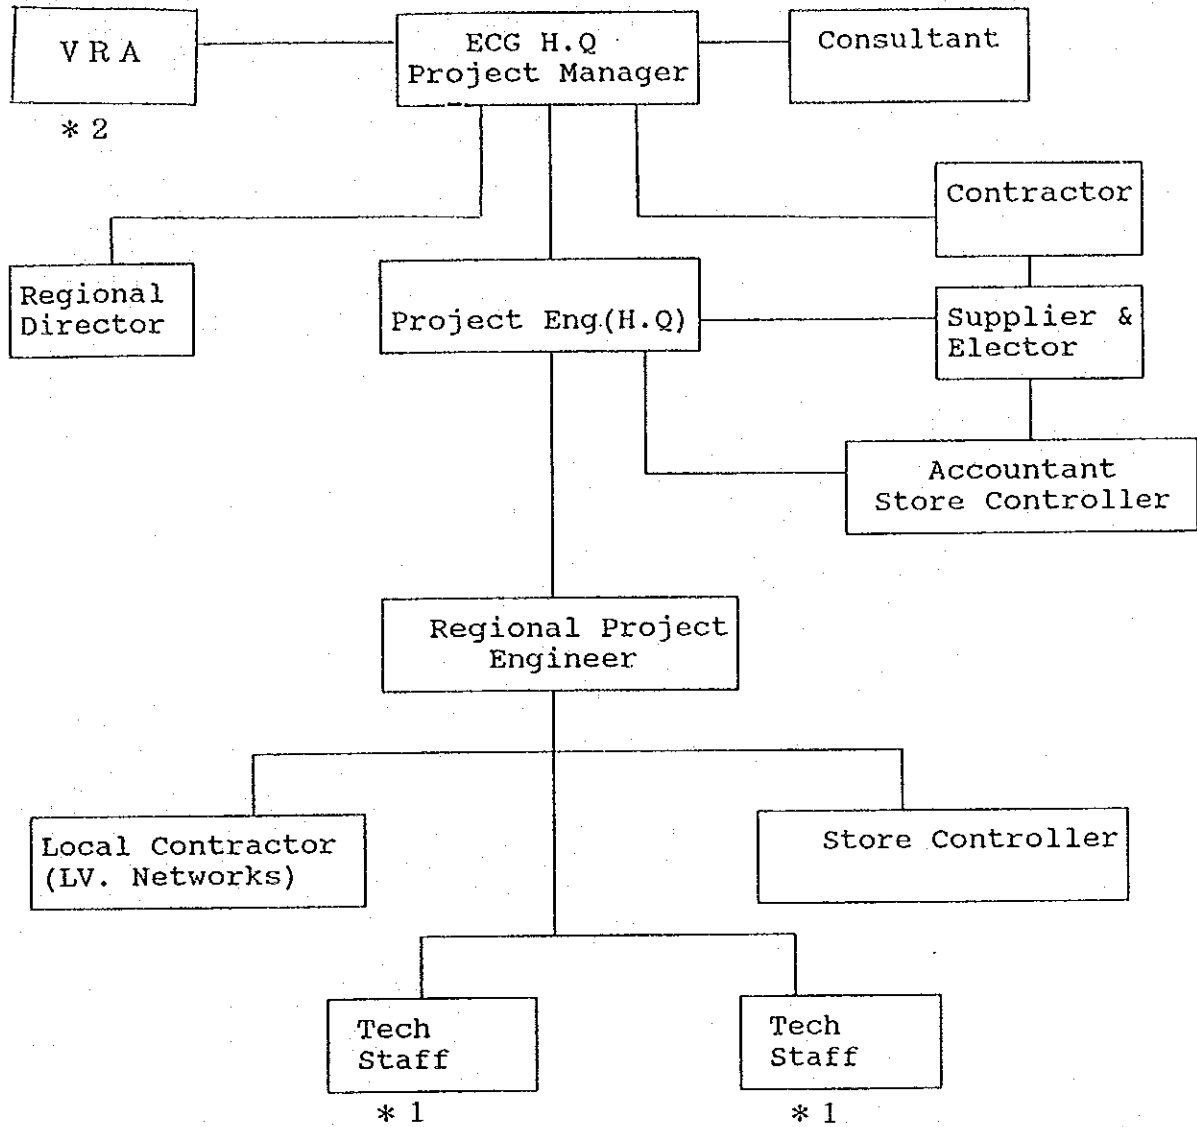 VRA
ECG H.Q
Project Manager
Consultant
* 2
Contractor
Regional
Director
Project Eng.(H.Q)
Supplier &
Elector
Accountant
Store Controller
Regional Project
Engineer
Local Contractor
(LV. Networks)
Store Controller
Tech
Staff
Tech
Staff
* 1
* 1